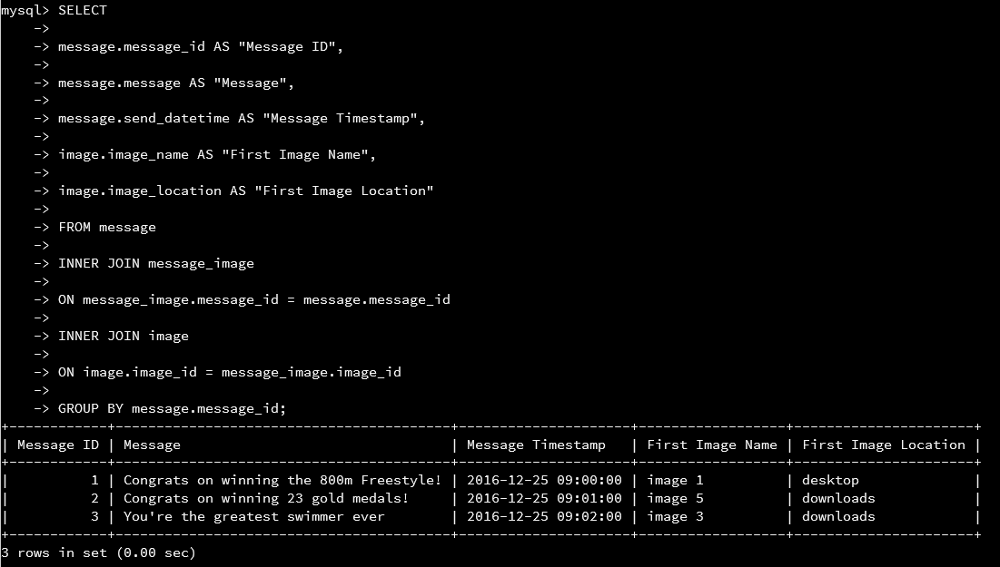 mysql> SELECT
    ->
    -> message.message_id AS "Message ID",
    ->
    -> message.message AS "Message",
    ->
    -> message.send_datetime AS "Message Timestamp",
    ->
    -> image.image_name AS "First Image Name",
    ->
    -> image.image_location AS "First Image Location"
    ->
    -> FROM message
    ->
    -> INNER JOIN message_image
    ->
    -> ON message_image.message_id = message.message_id
    ->
    -> INNER JOIN image
    ->
    -> ON image.image_id = message_image.image_id
    ->
    -> GROUP BY message.message_id;
+------------+-----------------------------------------+---------------------+------------------+----------------------+
| Message ID | Message                                 | Message Timestamp   | First Image Name | First Image Location |
+------------+-----------------------------------------+---------------------+------------------+----------------------+
|          1 | Congrats on winning the 800m Freestyle! | 2016-12-25 09:00:00 | image 1          | desktop              |
|          2 | Congrats on winning 23 gold medals!     | 2016-12-25 09:01:00 | image 5          | downloads            |
|          3 | You're the greatest swimmer ever        | 2016-12-25 09:02:00 | image 3          | downloads            |
+------------+-----------------------------------------+---------------------+------------------+----------------------+
3 rows in set (0.00 sec)